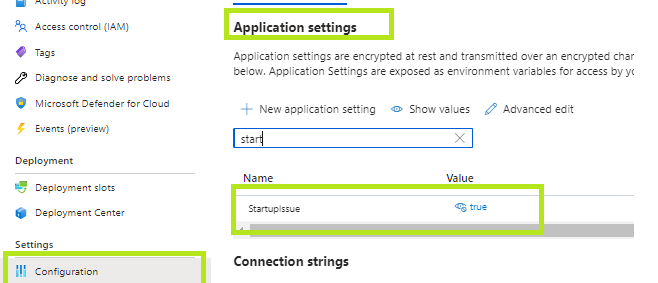 Activity log
Access control (IAM)
Tags
Diagnose and solve problems
Microsoft Defender for Cloud
Events (preview)
Deployment
Deployment slots
Deployment Center
Settings
Configuration
Application settings
Application settings are encrypted at rest and transmitted over an encrypted chan
below. Application Settings are exposed as environment variables for access by yo
New application setting Show values Advanced edit
start
Name Value
StartupIssue true
Connection strings